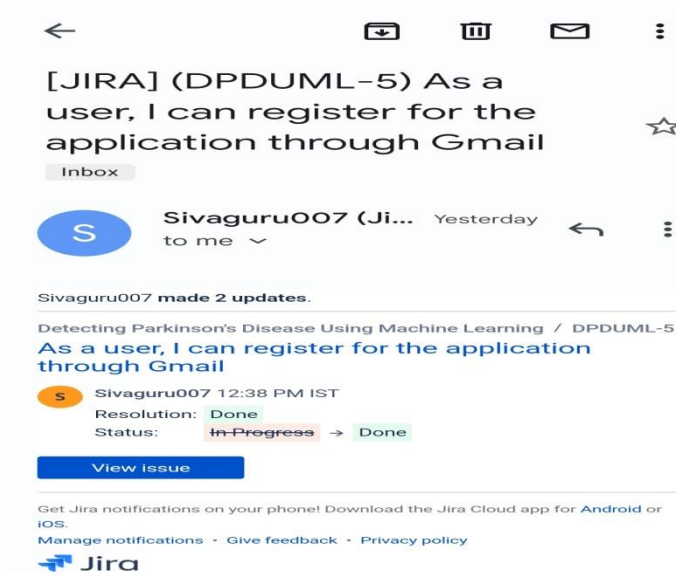 [JIRA] (DPDUML-5) As a
user, I can register for the
application through Gmail
Inbox
S
Sivaguru007 (Ji... Yesterday
to me
Sivaguru007 made 2 updates.
Detecting Parkinson's Disease Using Machine Learning / DPDUML-5
As a user, I can register for the application
through Gmail
S
Sivaguru007 12:38 PM IST
Resolution: Done
Status: In Progress → Done
View issue
Get Jira notifications on your phone! Download the Jira Cloud app for Android or
iOS.
Manage notifications • Give feedback • Privacy policy
Jira